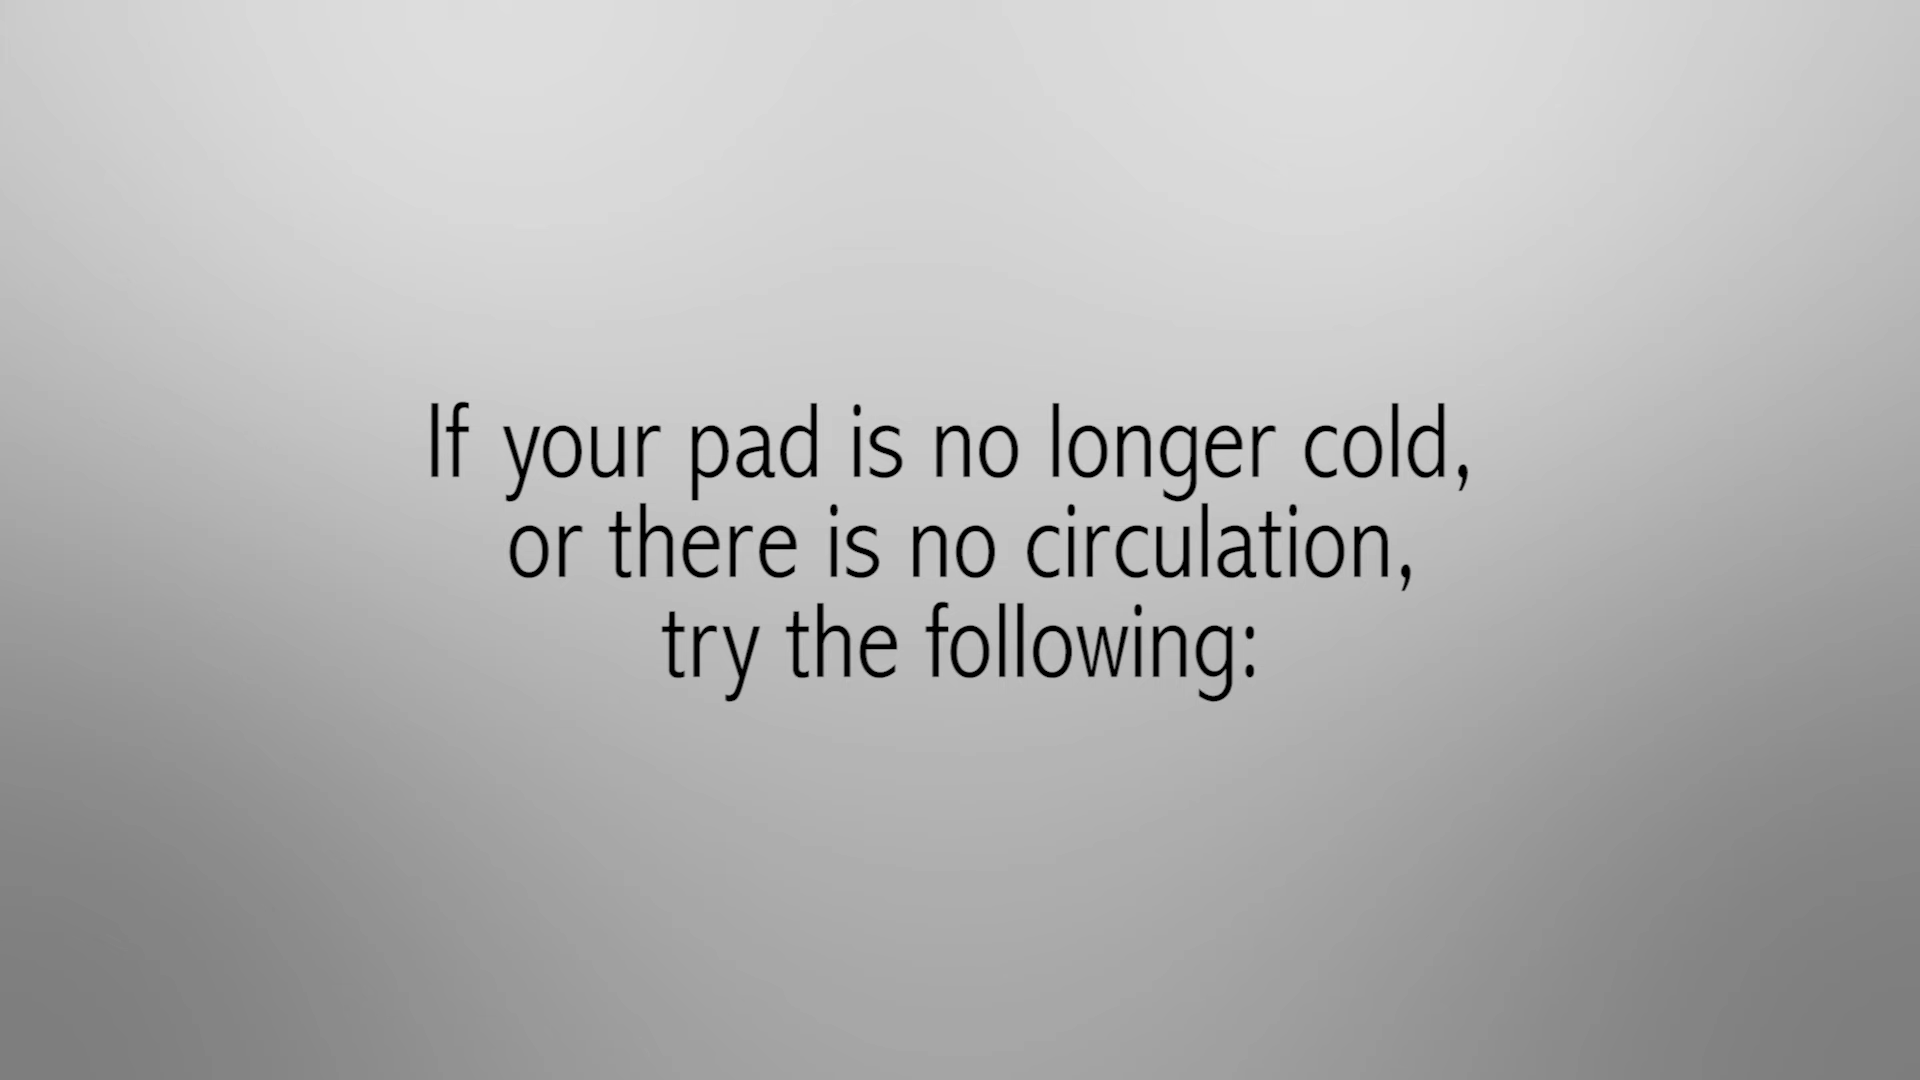 If your pad is no longer cold,
or there is no circulation,
try the following: